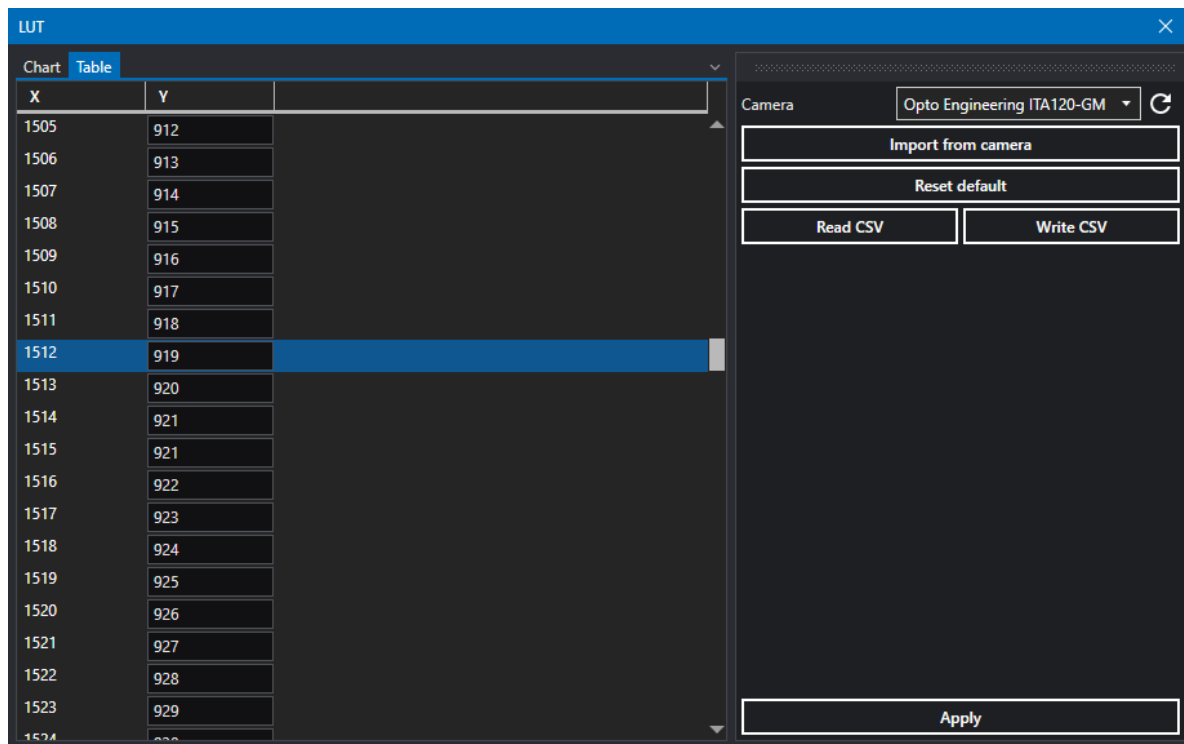 LUT
Chart Table
X Y
1505 912
1506 913
1507 914
1508 915
1509 916
1510 917
1511 918
1512 919
1513 920
1514 921
1515 921
1516 922
1517 923
1518 924
1519 925
1520 926
1521 927
1522 928
1523 929
1524
Camera Opto Engineering ITA120-GM
Import from camera
Reset default
Read CSV Write CSV
Apply